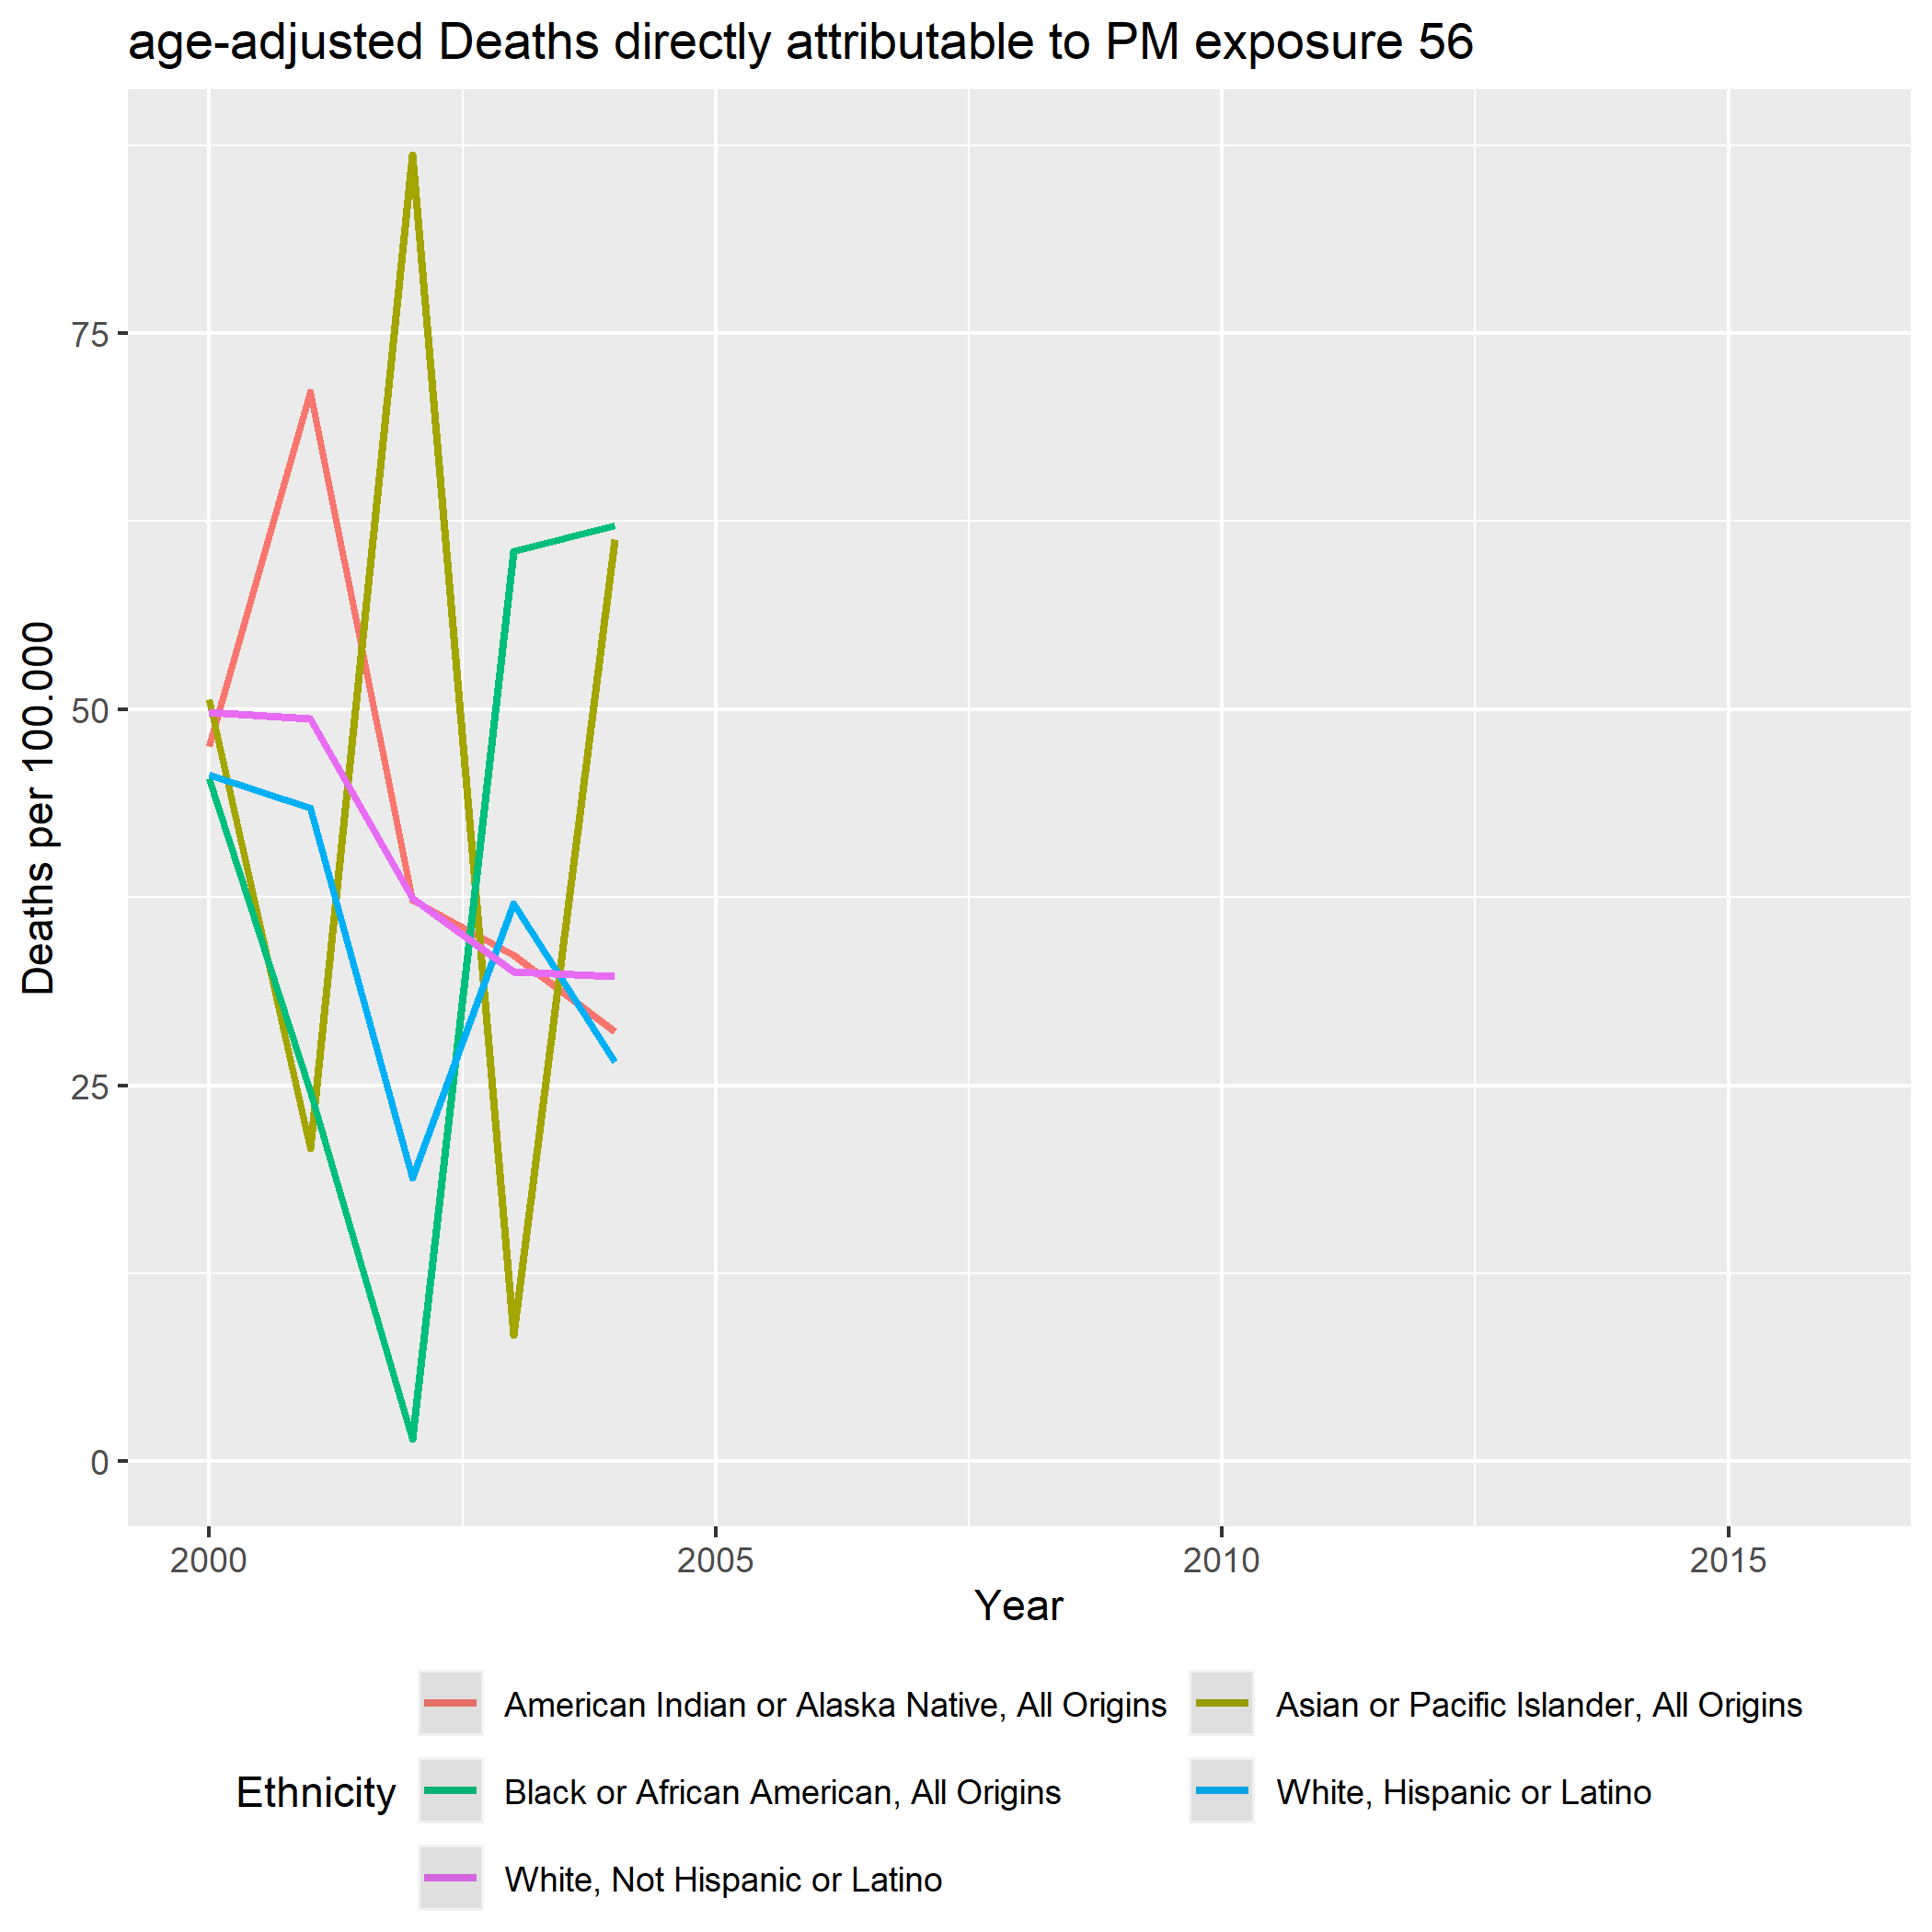 age-adjusted Deaths directly attributable to PM exposure 56
Deaths per 100.000
75
50
25
0
2000 2005 2010 2015
Year
Ethnicity
American Indian or Alaska Native, All Origins
Asian or Pacific Islander, All Origins
Black or African American, All Origins
White, Hispanic or Latino
White, Not Hispanic or Latino